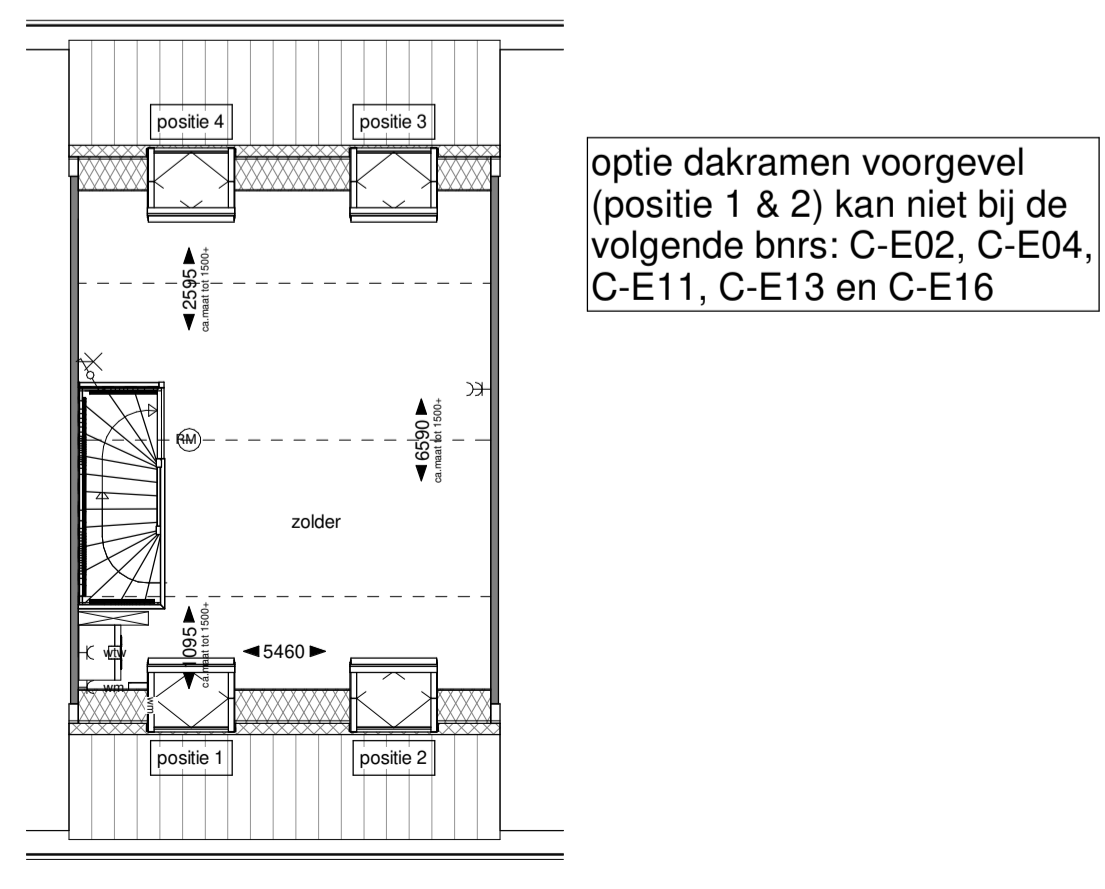 positie 4
positie 3
optie dakramen voorgevel
(positie 1 & 2) kan niet bij de
volgende bnrs: C-E02, C-E04,
C-E11, C-E13 en C-E16
2595
ca.maat tot 1500+
RM
6590
ca.maat tot 1500+
zolder
1095
ca.maat tot 1500+
5460
wtw
wm
wm
positie 1
positie 2